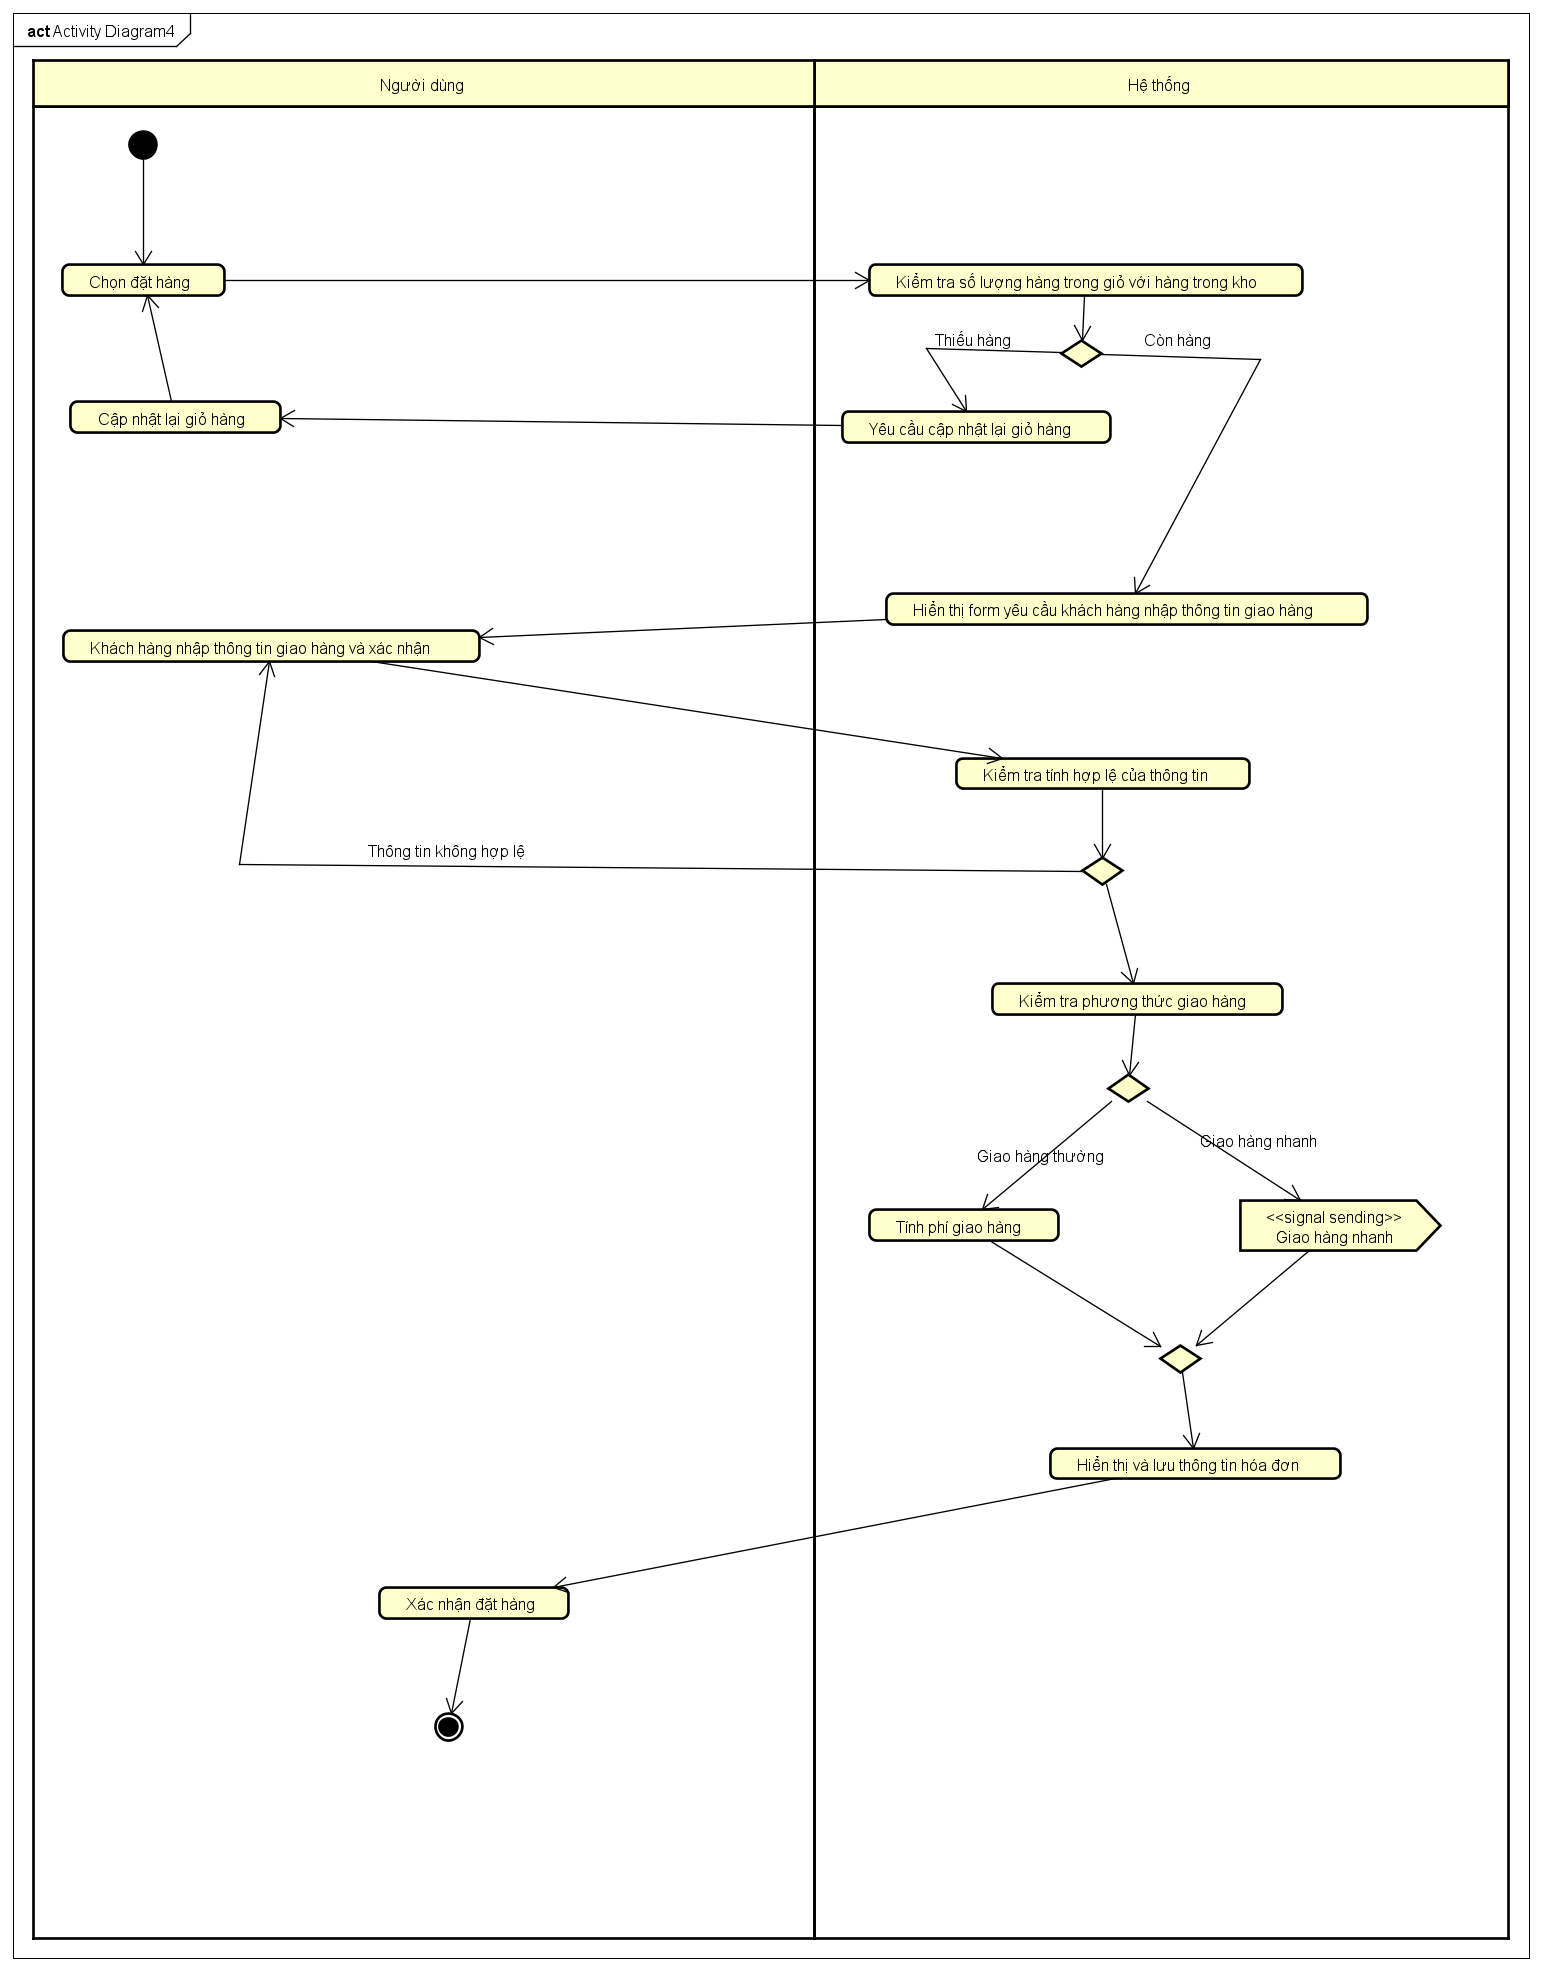 act Activity Diagram4
Người dùng
Hệ thống
Chọn đặt hàng
Kiểm tra số lượng hàng trong giỏ với hàng trong kho
Thiếu hàng
Còn hàng
Cập nhật lại giỏ hàng
Yêu cầu cập nhật lại giỏ hàng
Hiển thị form yêu cầu khách hàng nhập thông tin giao hàng
Khách hàng nhập thông tin giao hàng và xác nhận
Kiểm tra tính hợp lệ của thông tin
Thông tin không hợp lệ
Kiểm tra phương thức giao hàng
Giao hàng nhanh
Giao hàng thường
<<signal sending>>
Giao hàng nhanh
Tính phí giao hàng
Hiển thị và lưu thông tin hóa đơn
Xác nhận đặt hàng